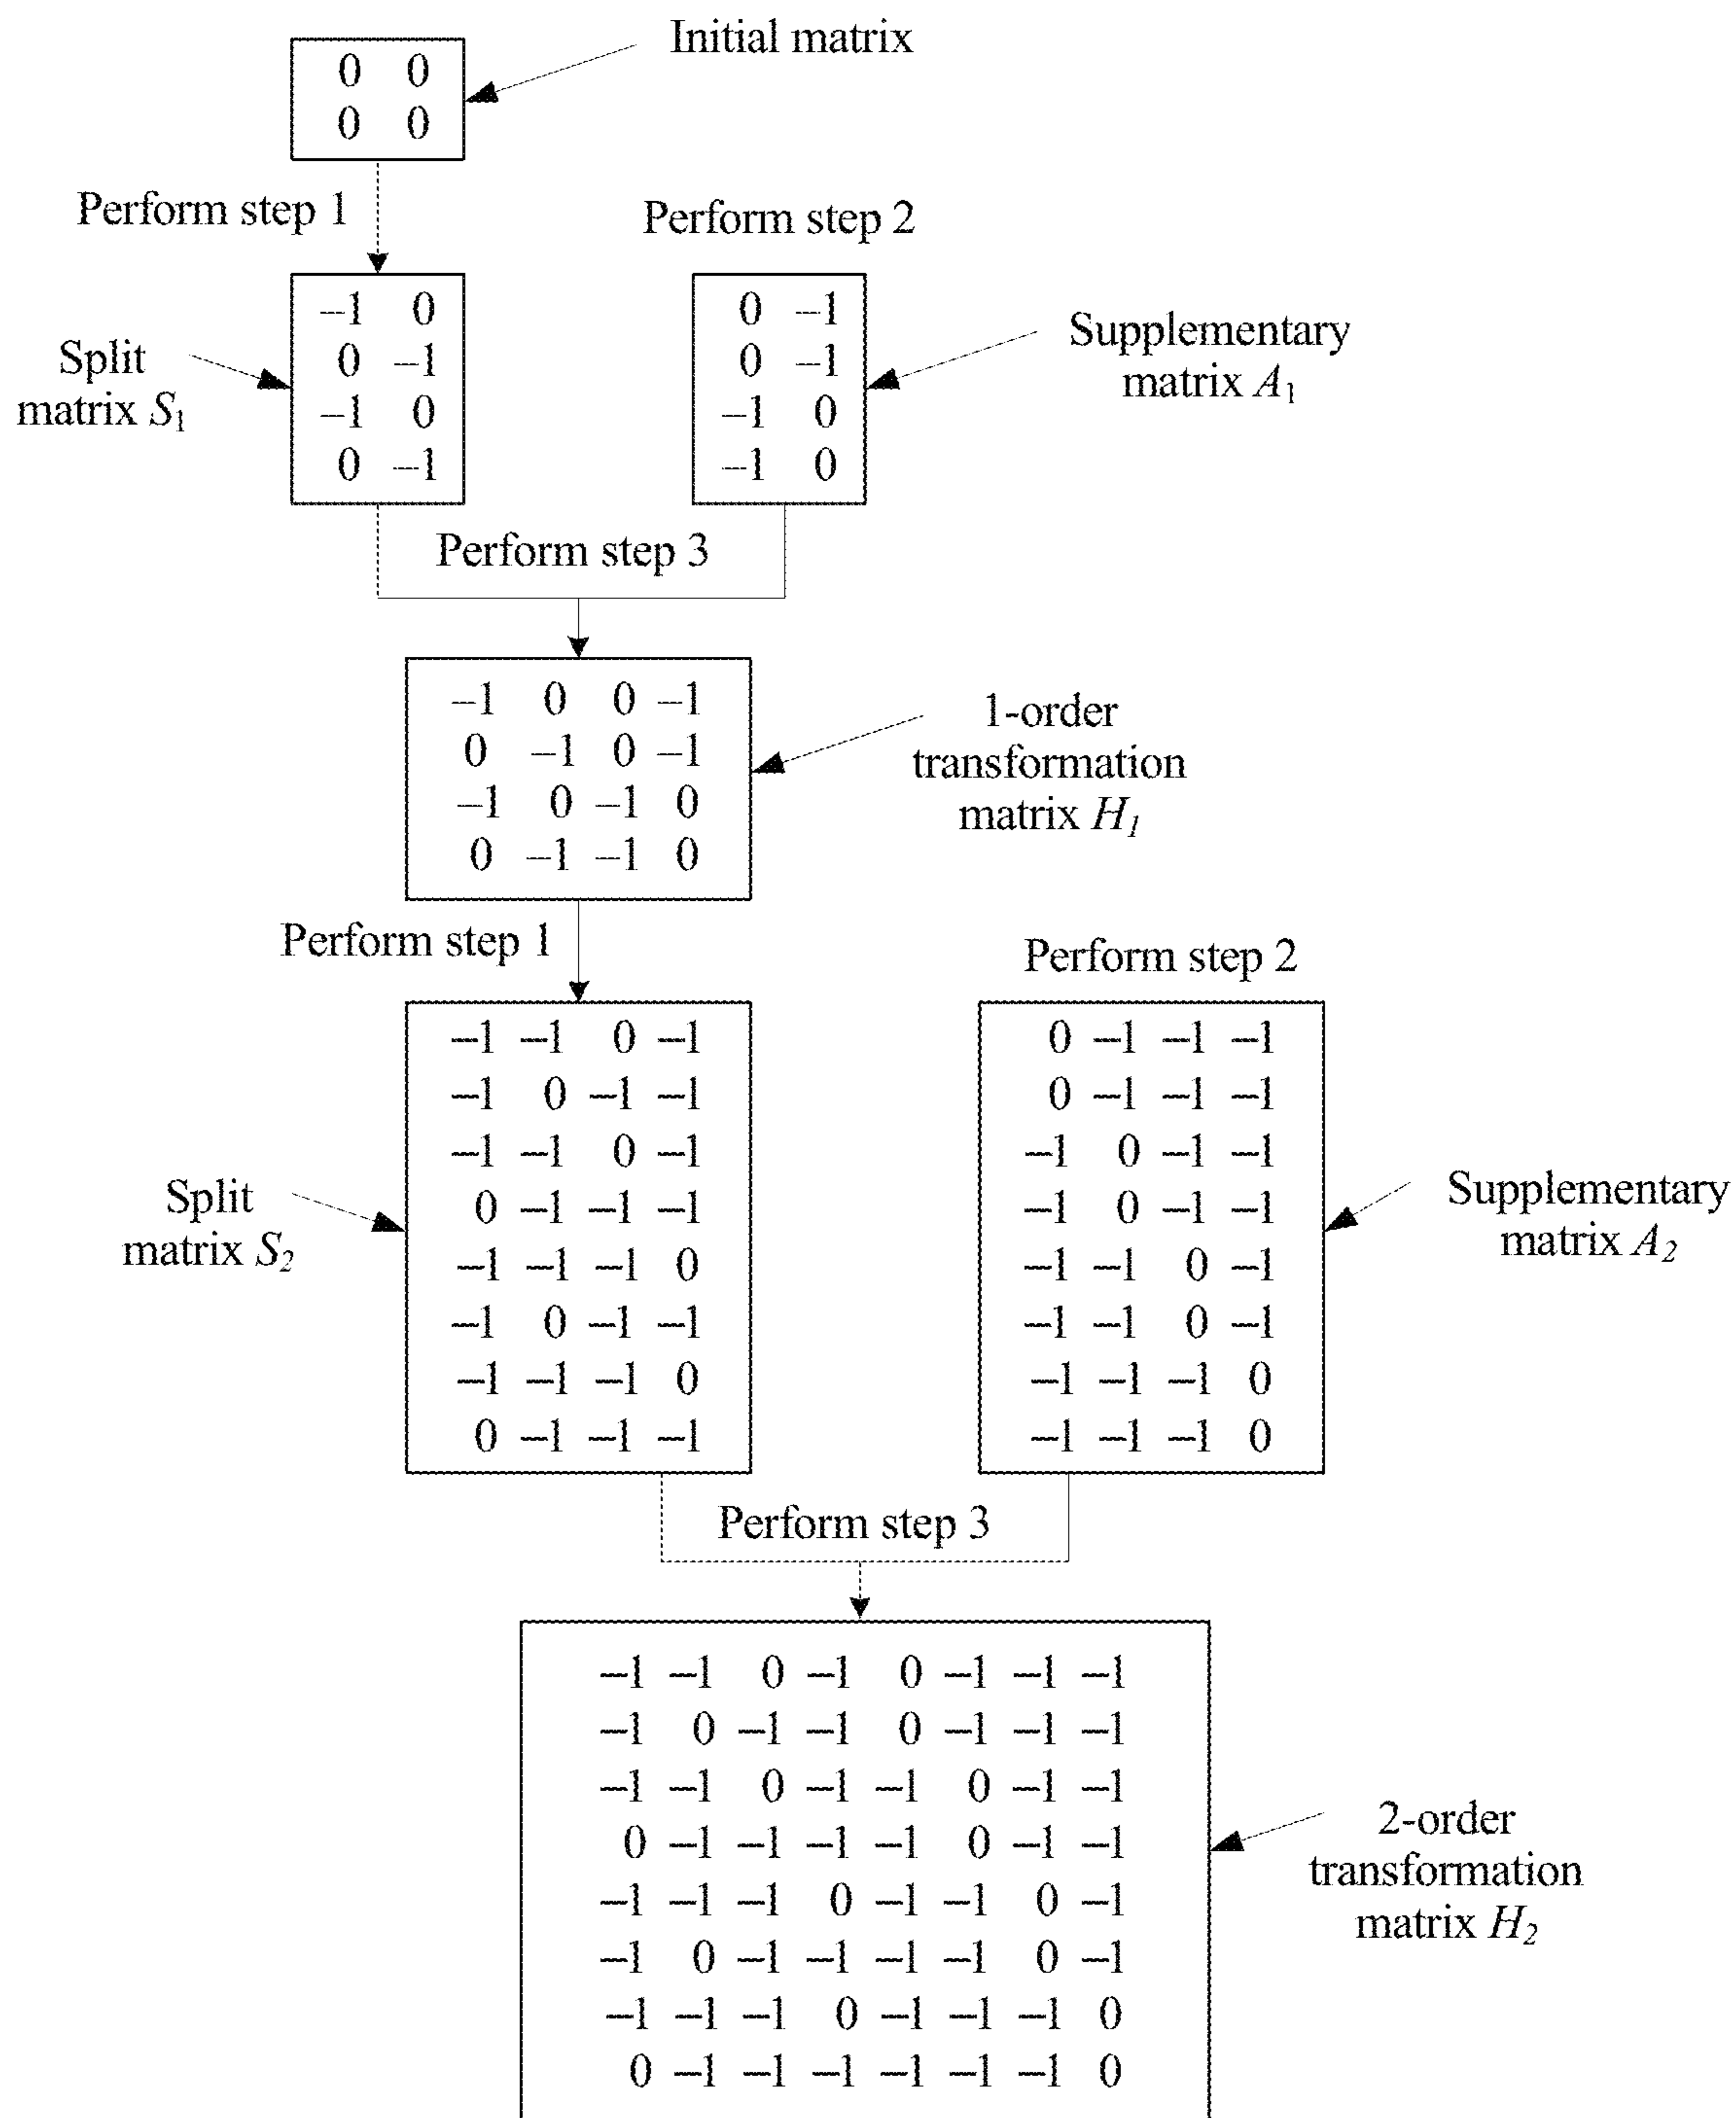 Initial matrix
0 0
0 0
Perform step 1
Perform step 2
–1 0
0 –1
–1 0
0 –1
Split
matrix S1
0 –1
0 –1
–1 0
–1 0
Supplementary
matrix A1
Perform step 3
–1 0 0 –1
0 –1 0 –1
–1 0 –1 0
0 –1 –1 0
1-order
transformation
matrix H1
Perform step 1
Perform step 2
–1 –1 0 –1
–1 0 –1 –1
–1 –1 0 –1
0 –1 –1 –1
–1 –1 –1 0
–1 0 –1 –1
–1 –1 –1 0
0 –1 –1 –1
Split
matrix S2
0 –1 –1 –1
0 –1 –1 –1
–1 0 –1 –1
–1 0 –1 –1
–1 –1 0 –1
–1 –1 0 –1
–1 –1 –1 0
–1 –1 –1 0
Supplementary
matrix A2
Perform step 3
–1 –1 0 –1 0 –1 –1 –1
–1 0 –1 –1 0 –1 –1 –1
–1 –1 0 –1 –1 0 –1 –1
0 –1 –1 –1 –1 0 –1 –1
–1 –1 –1 0 –1 –1 0 –1
–1 0 –1 –1 –1 –1 0 –1
–1 –1 –1 0 –1 –1 –1 0
0 –1 –1 –1 –1 –1 –1 0
2-order
transformation
matrix H2